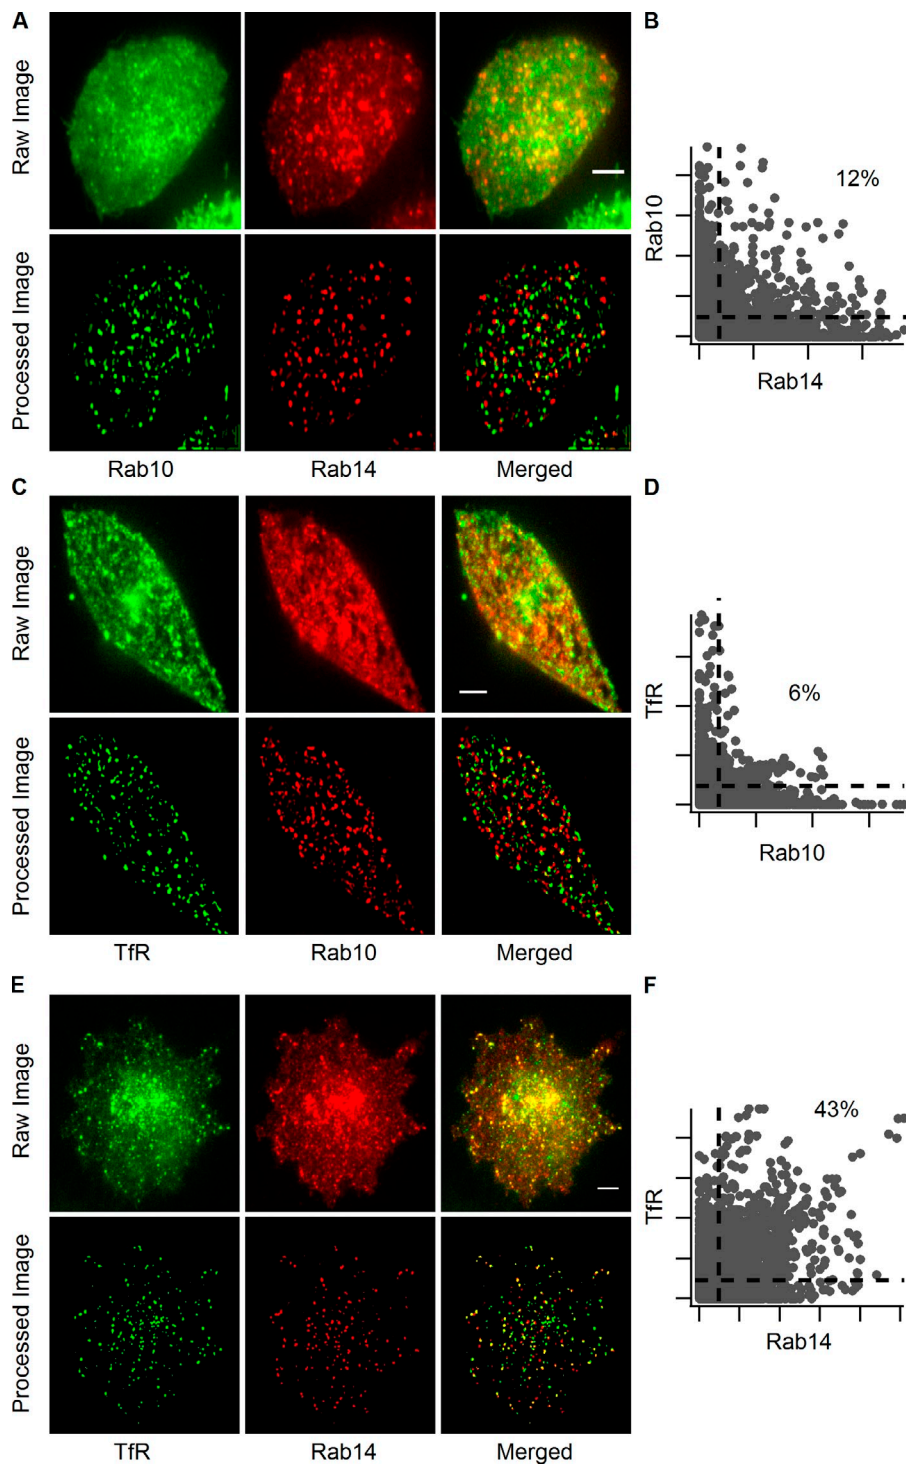 A
B
Raw Image
Processed Image
Rab10
Rab14
Merged
Rab10
12%
Rab14
C
D
Raw Image
Processed Image
TfR
Rab10
Merged
TfR
6%
Rab10
E
F
Raw Image
Processed Image
TfR
Rab14
Merged
TfR
43%
Rab14